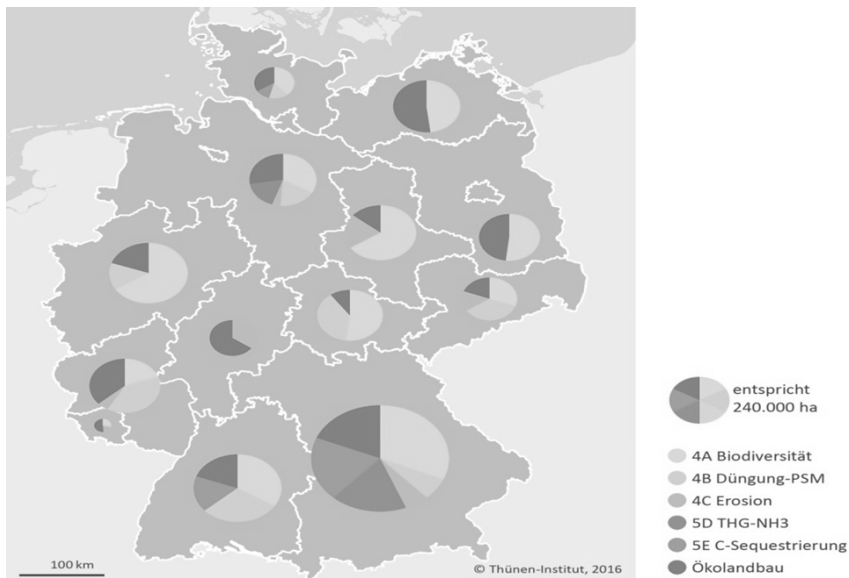 entspricht
240.000 ha
4A Biodiversität
4B Düngung-PSM
4C Erosion
5D THG-NH3
5E C-Sequestrierung
Ökolandbau
100 km
© Thünen-Institut, 2016